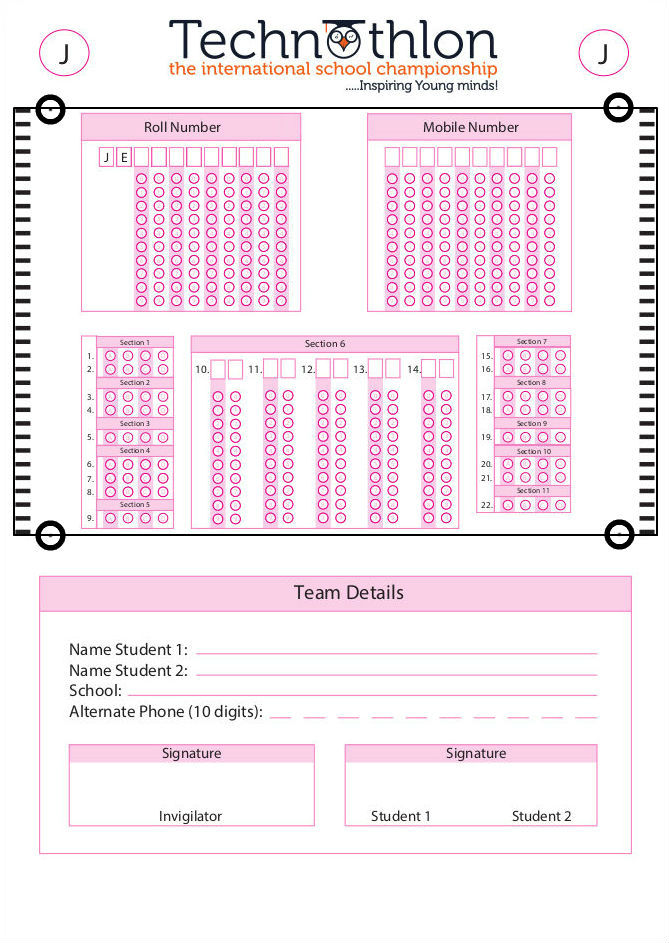 J
Technothlon
J
the international school championship
.....Inspiring Young minds!
Roll Number
J E
Mobile Number
Section 1
1.
2.
Section 2
3.
4.
Section 3
5.
Section 4
6.
7.
8.
Section 5
9.
Section 6
10. 11. 12. 13. 14.
Section 7
15.
16.
Section 8
17.
18.
Section 9
19.
Section 10
20.
21.
Section 11
22.
Team Details
Name Student 1:
Name Student 2:
School:
Alternate Phone (10 digits):
Signature
Invigilator
Signature
Student 1 Student 2